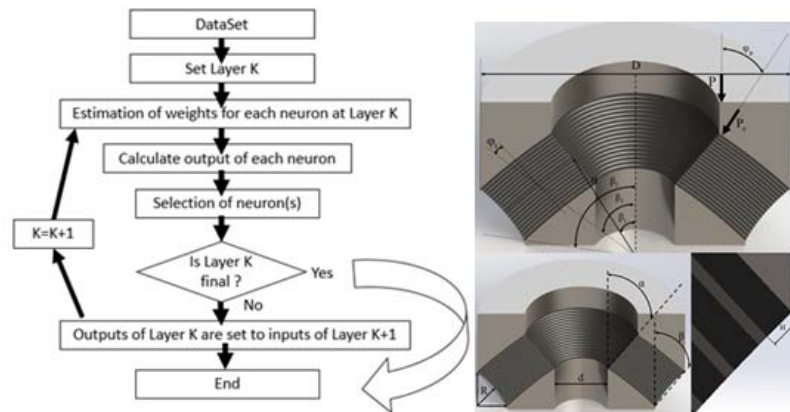 DataSet
Set Layer K
Estimation of weights for each neuron at Layer K
Calculate output of each neuron
Selection of neuron(s)
K=K+1
Is Layer K
final ?
Yes
No
Outputs of Layer K are set to inputs of Layer K+1
End
D
P
α
β
R
d